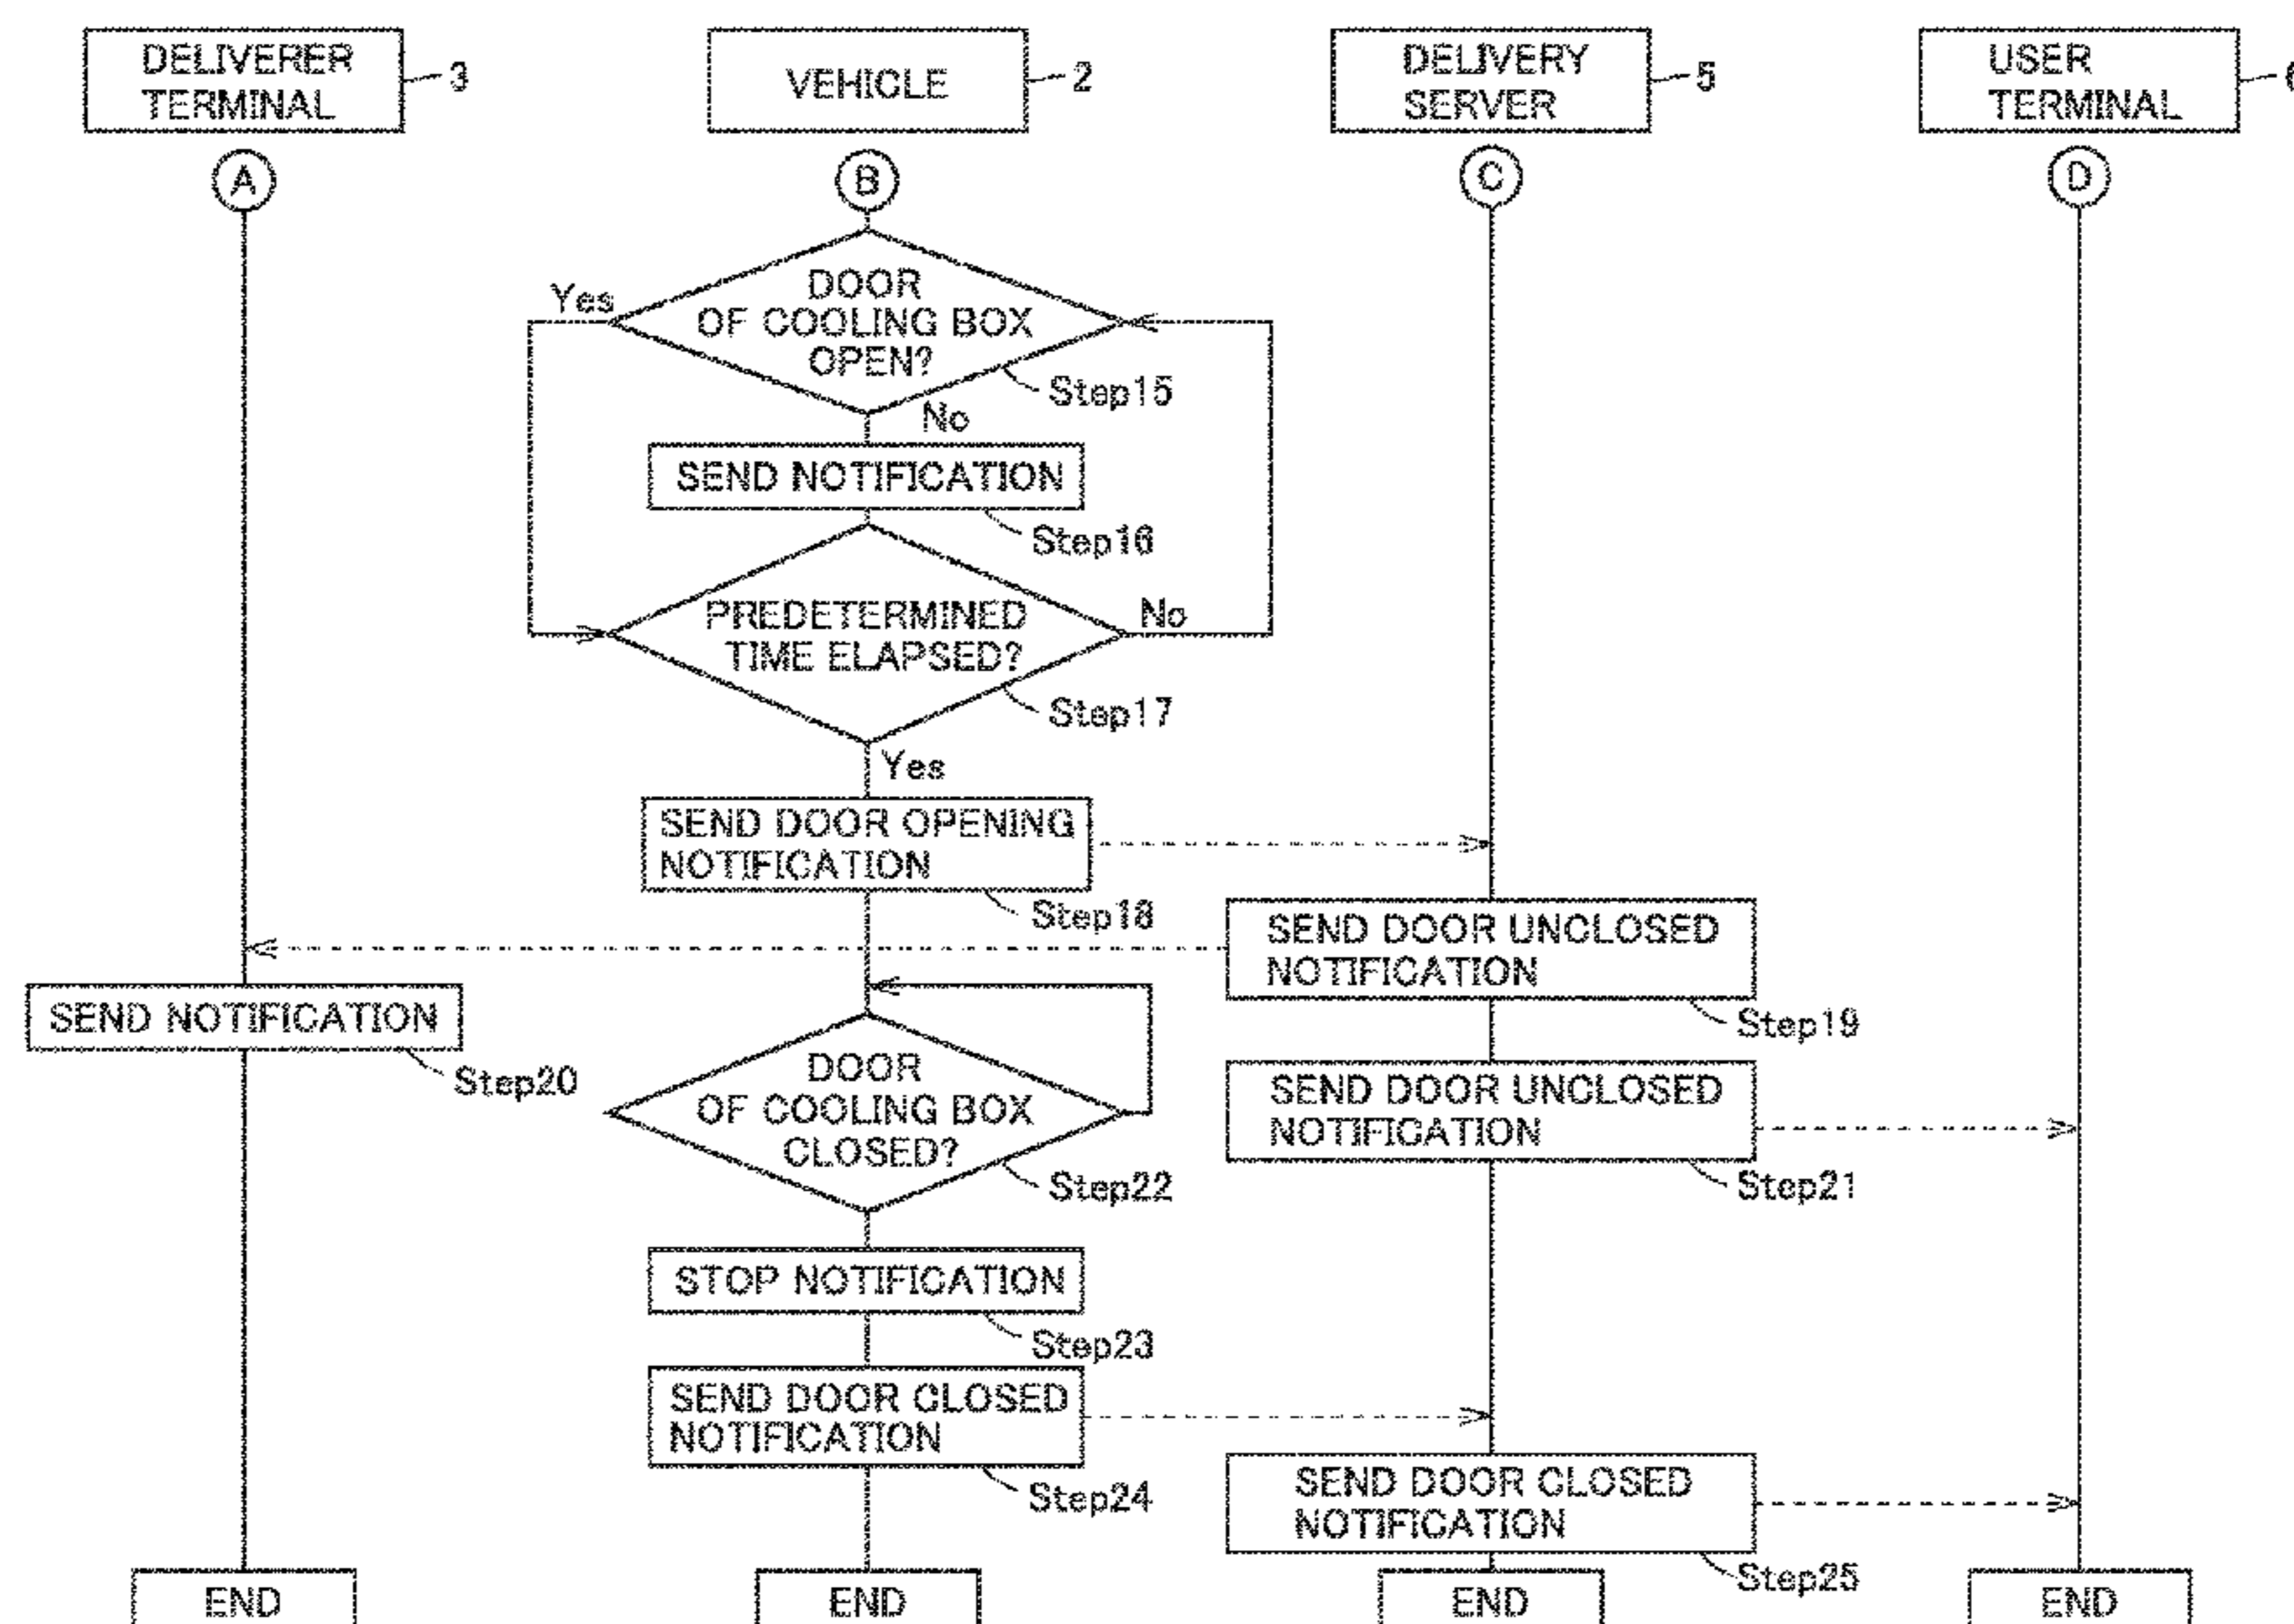 DELIVERER
TERMINAL
3
VEHICLE
2
DELIVERY
SERVER
5
USER
TERMINAL
A
B
C
D
DOOR
OF COOLING BOX
OPEN?
Yes
Step15
No
SEND NOTIFICATION
Step16
PREDETERMINED
TIME ELAPSED?
No
Step17
Yes
SEND DOOR OPENING
NOTIFICATION
Step18
SEND DOOR UNCLOSED
NOTIFICATION
Step19
SEND NOTIFICATION
Step20
DOOR
OF COOLING BOX
CLOSED?
Step22
SEND DOOR UNCLOSED
NOTIFICATION
Step21
STOP NOTIFICATION
Step23
SEND DOOR CLOSED
NOTIFICATION
Step24
SEND DOOR CLOSED
NOTIFICATION
Step25
END
END
END
END